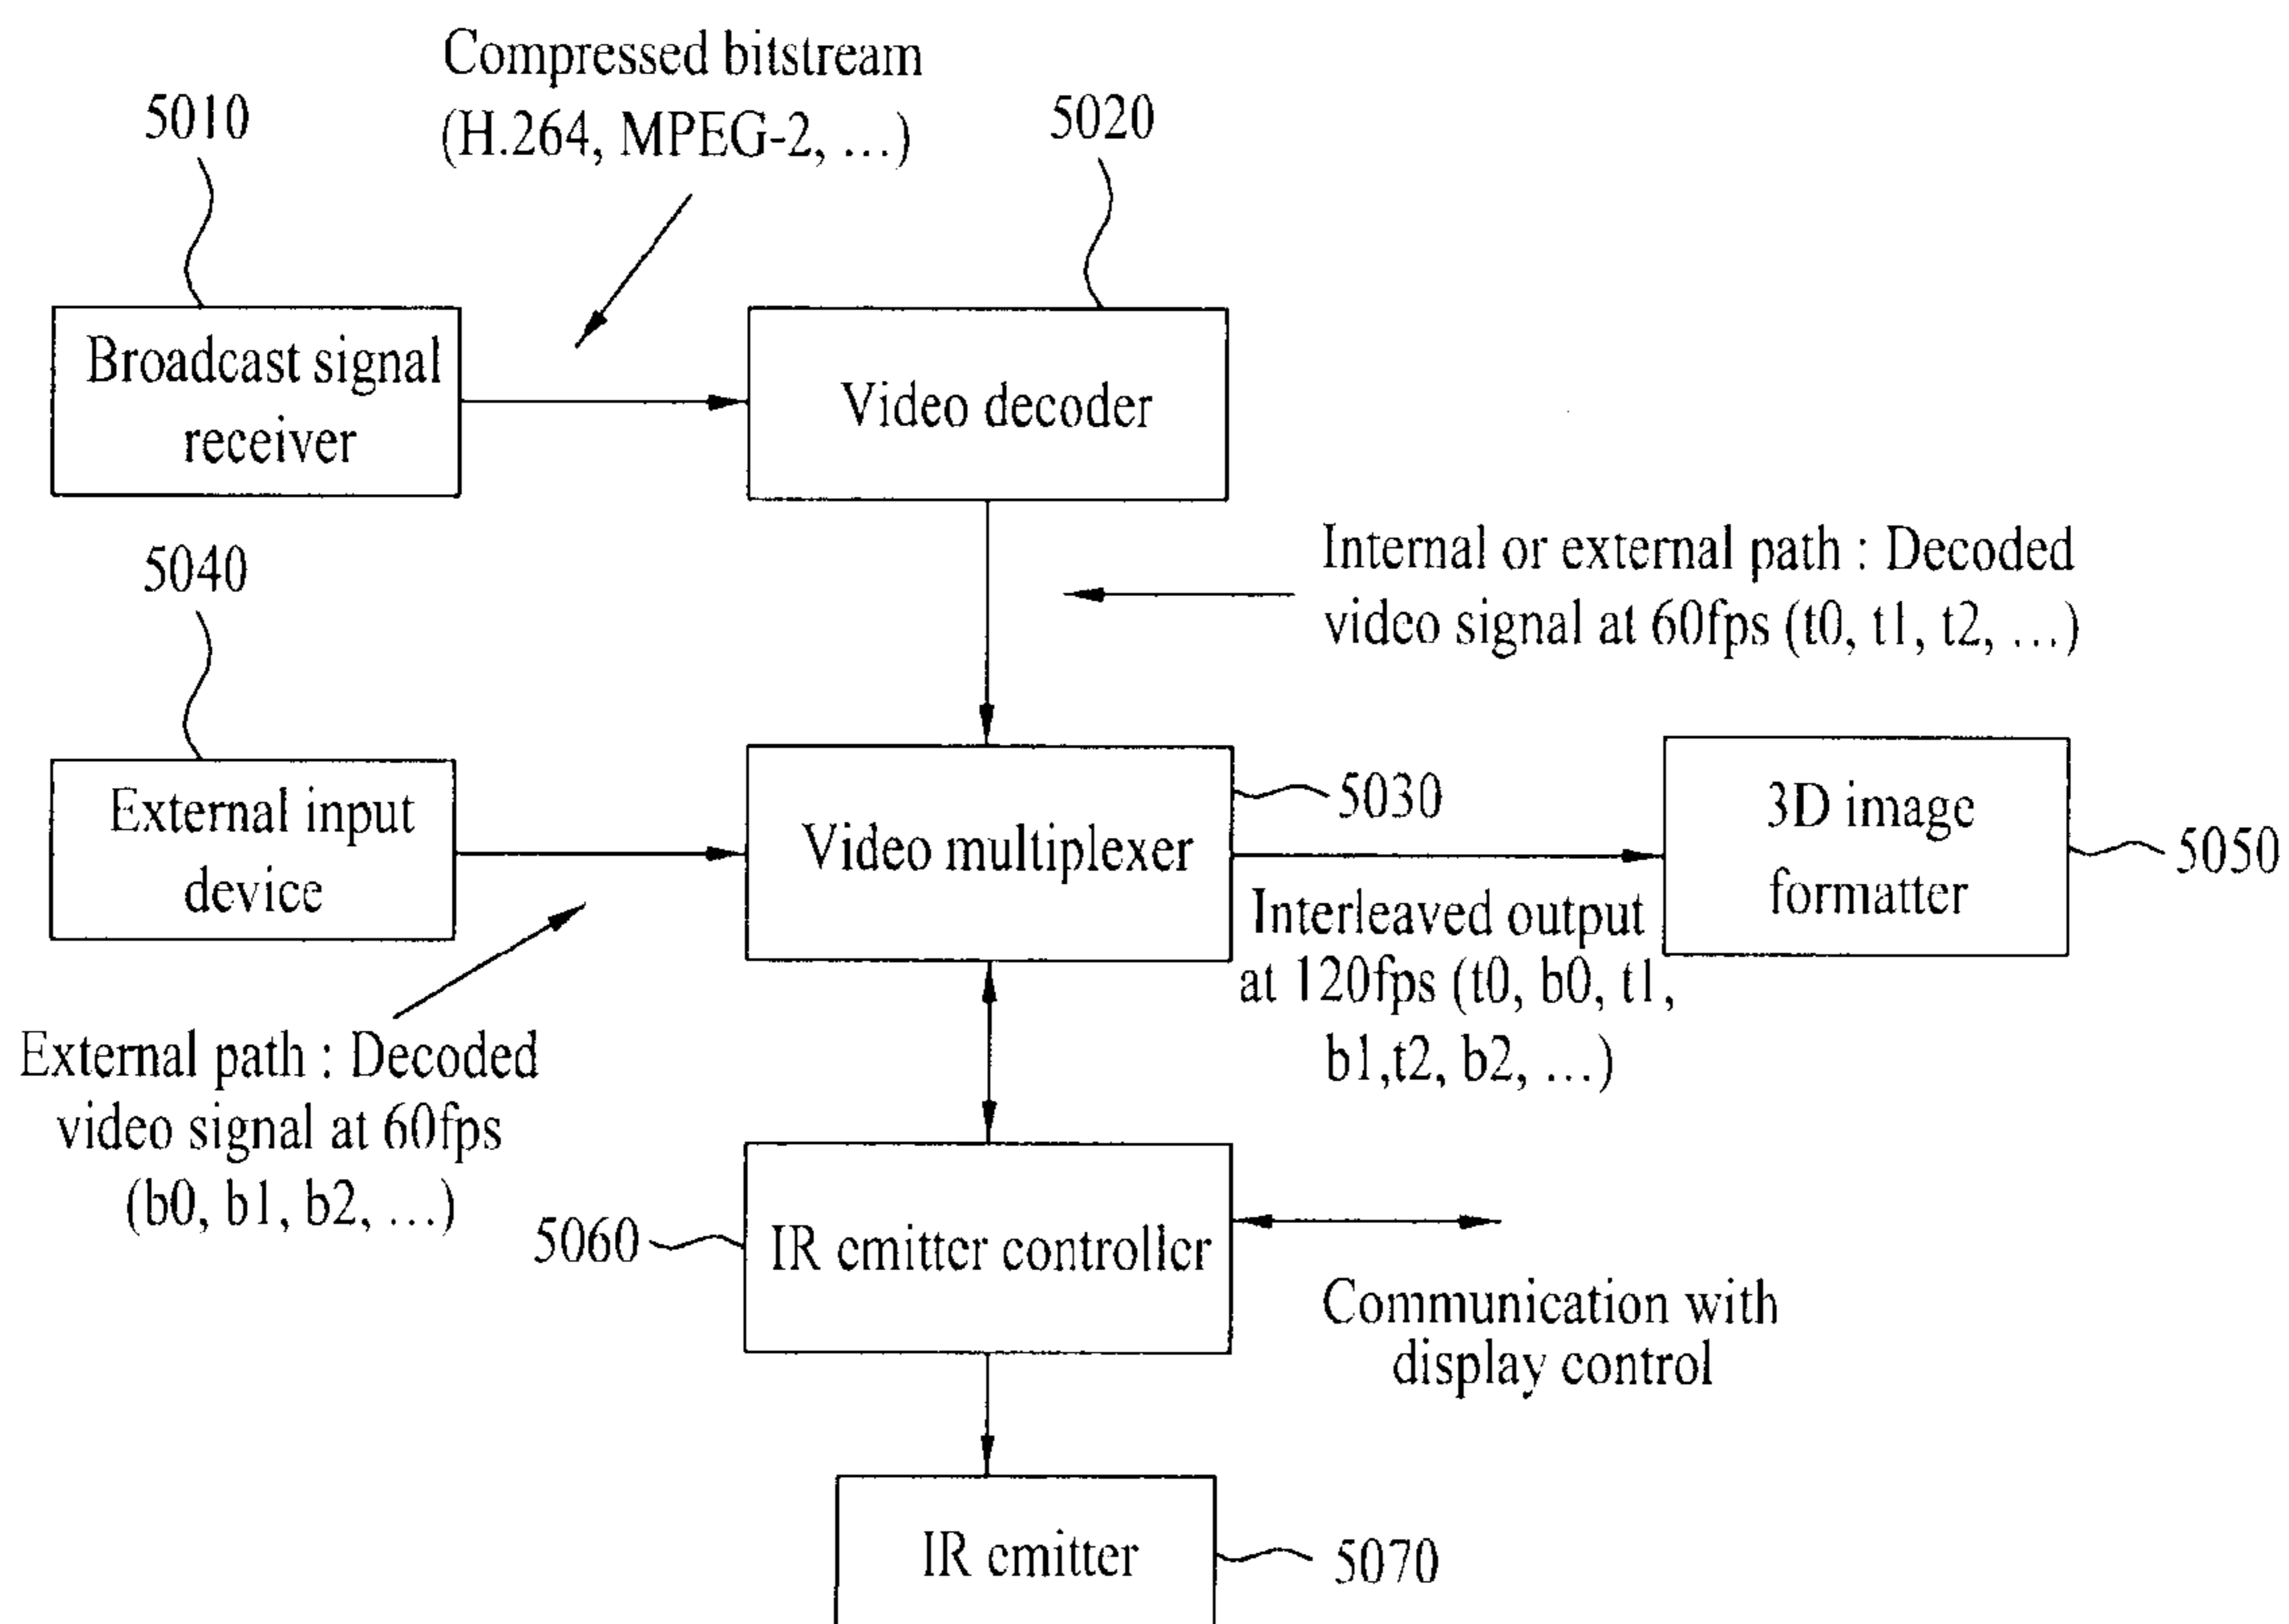 Compressed bitstream
(H.264, MPEG-2, ...)
5010
5020
Broadcast signal
receiver
Video decoder
5040
Internal or external path : Decoded
video signal at 60fps (t0, t1, t2, ...)
External input
device
Video multiplexer
5030
3D image
formatter
5050
Interleaved output
at 120fps (t0, b0, t1,
b1,t2, b2, ...)
External path : Decoded
video signal at 60fps
(b0, b1, b2, ...)
5060
IR emitter controller
Communication with
display control
IR emitter
5070